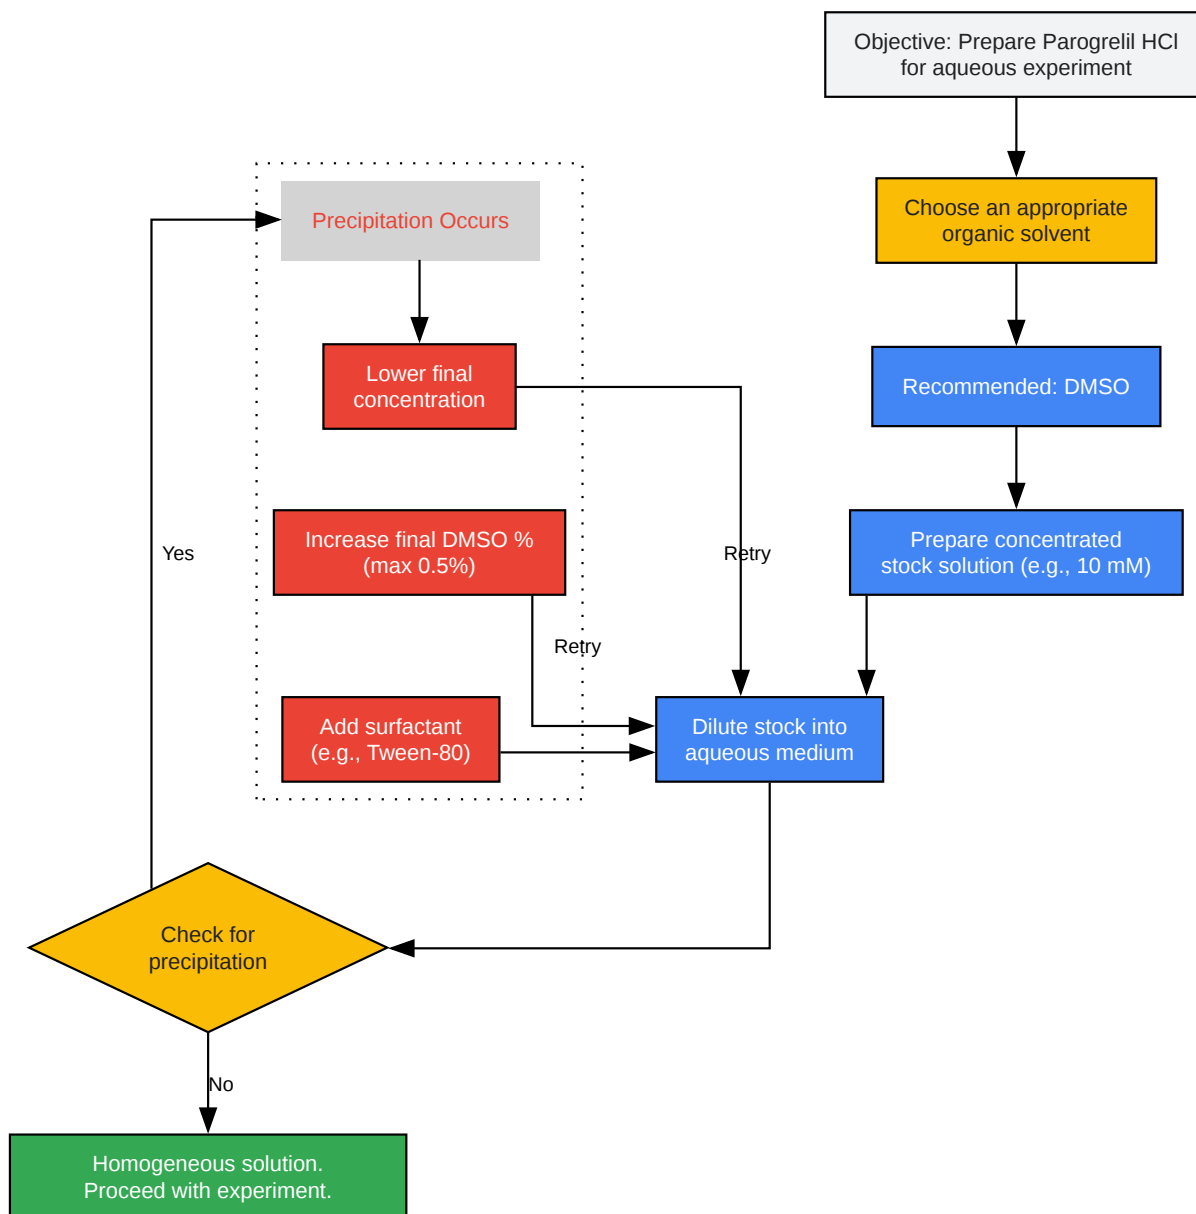 Objective: Prepare Parogrelil HCl
for aqueous experiment
Choose an appropriate
organic solvent
Recommended: DMSO
Prepare concentrated
stock solution (e.g., 10 mM)
Precipitation Occurs
Lower final
concentration
Increase final DMSO %
(max 0.5%)
Add surfactant
(e.g., Tween-80)
Yes
Retry
Retry
Dilute stock into
aqueous medium
Check for
precipitation
No
Homogeneous solution.
Proceed with experiment.